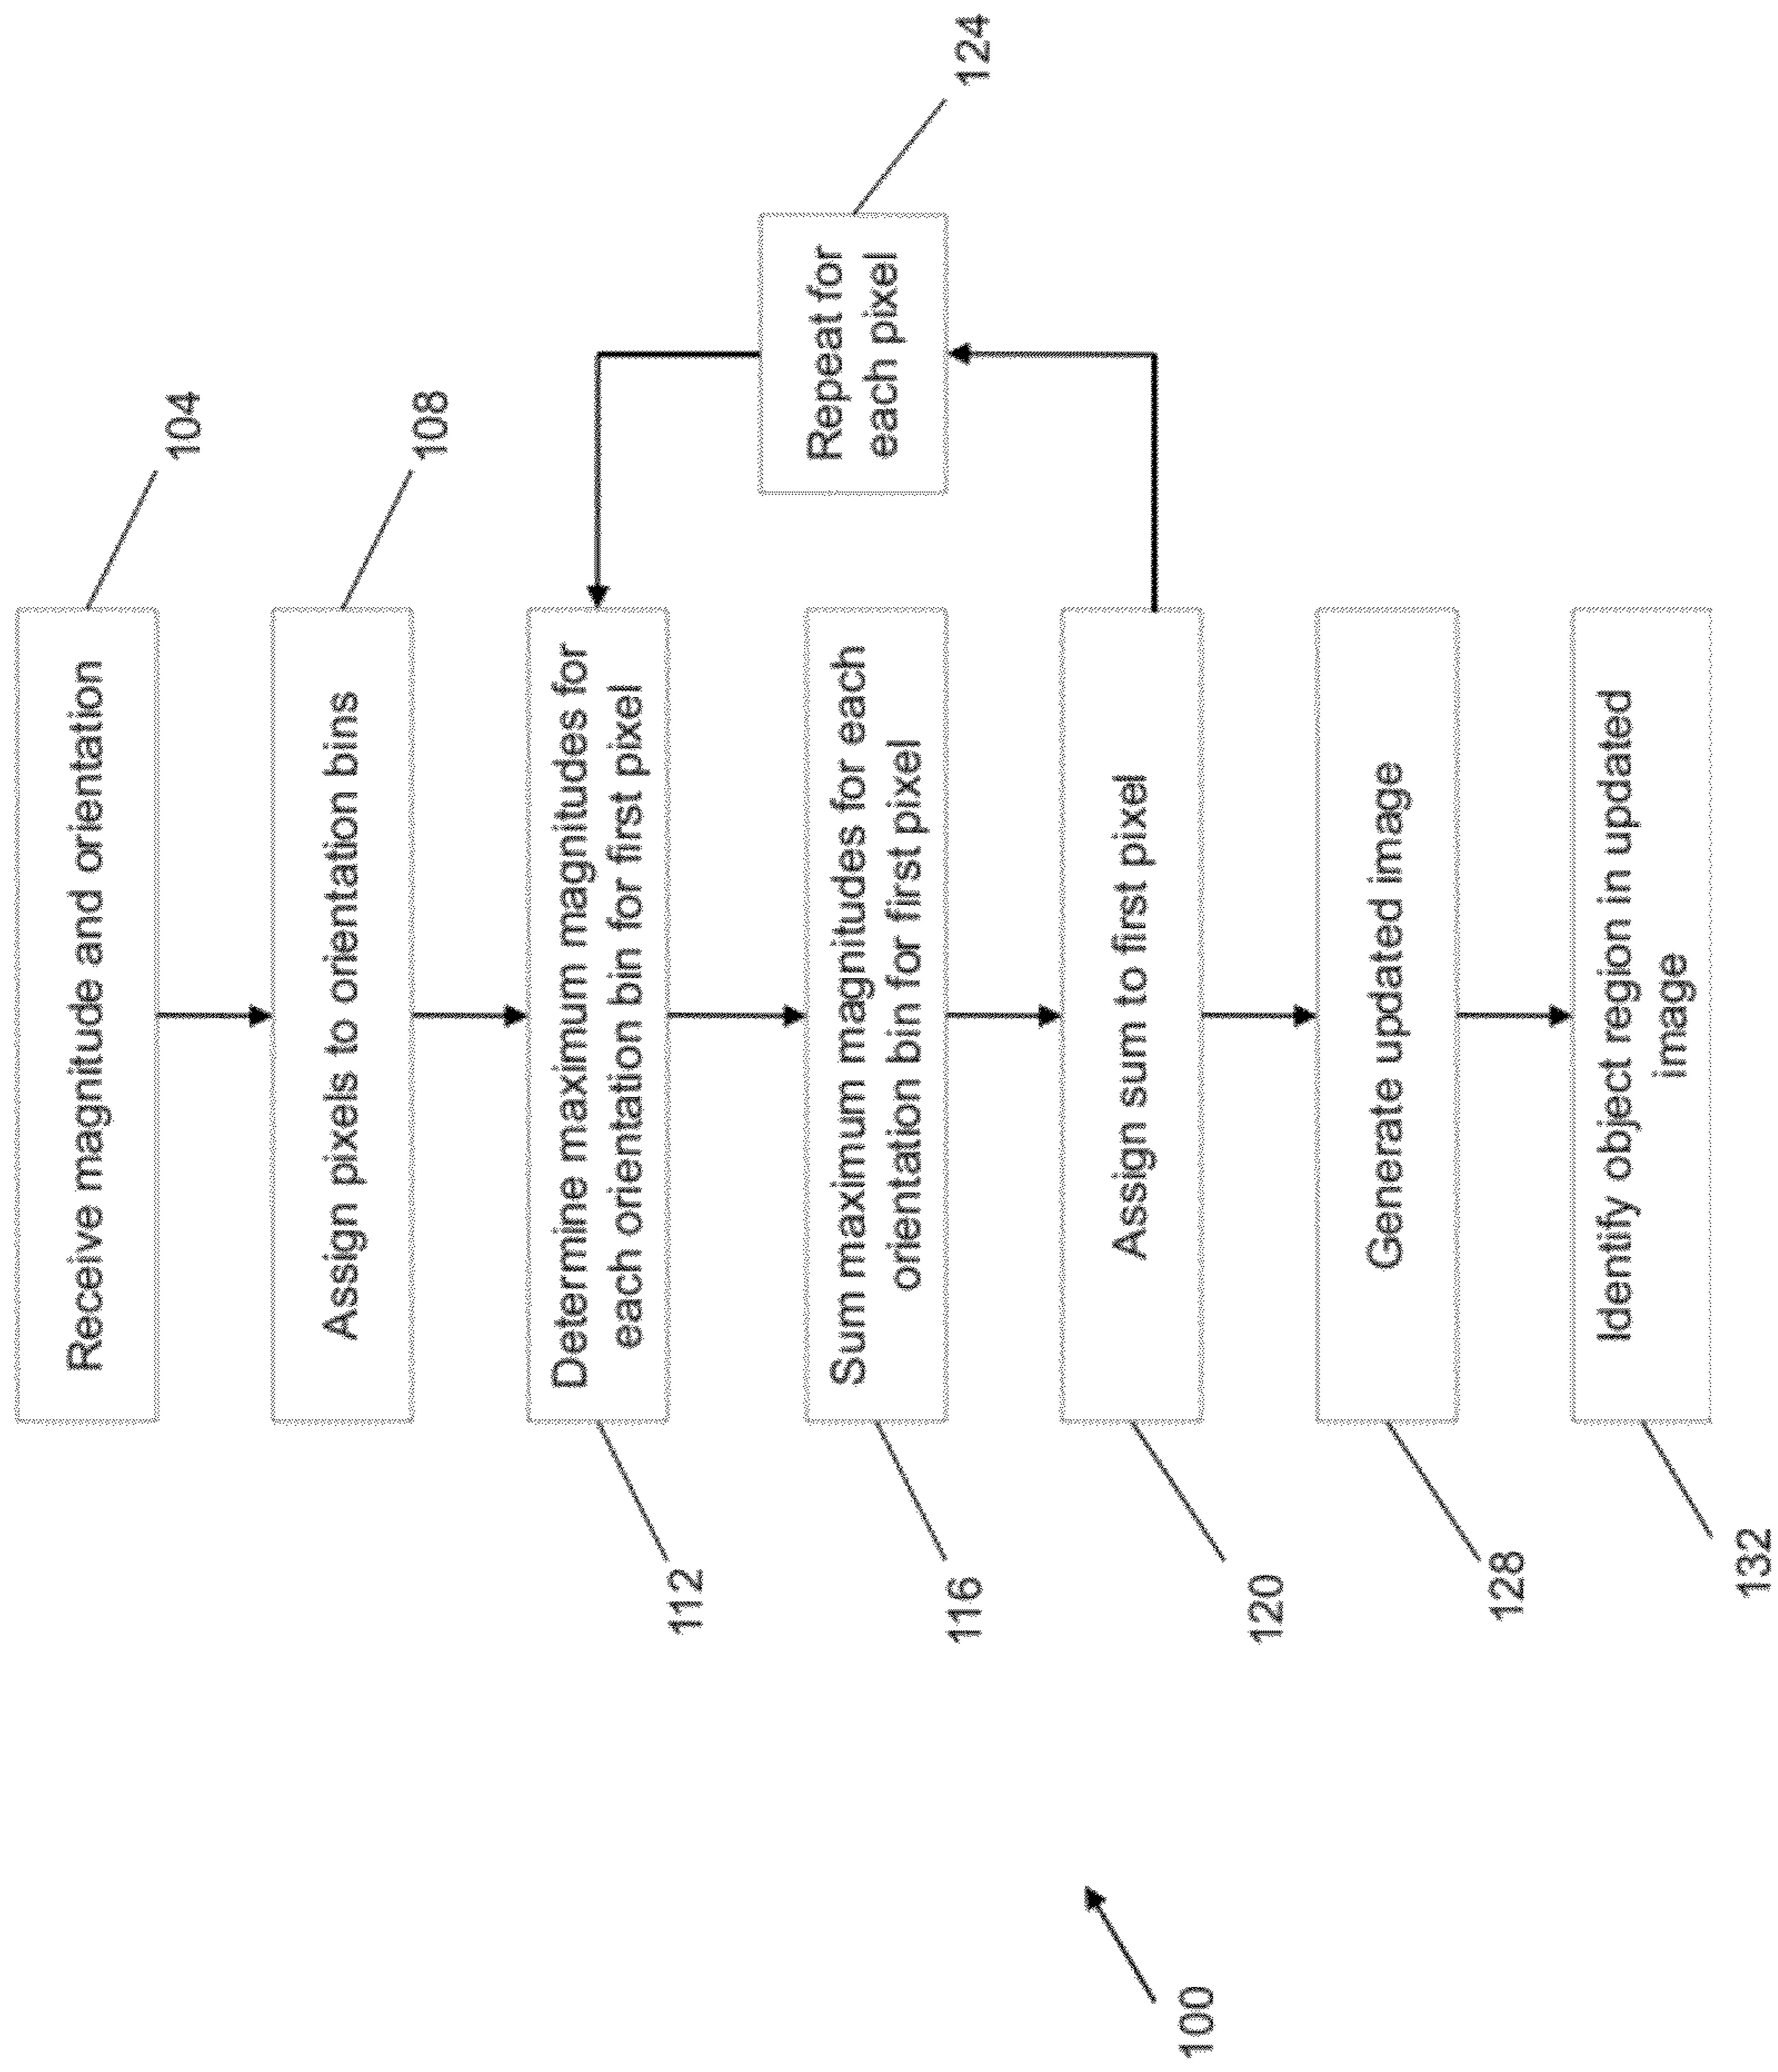 Receive magnitude and orientation
104
Assign pixels to orientation bins
108
Determine maximum magnitudes for
each orientation bin for first pixel
112
Sum maximum magnitudes for each
orientation bin for first pixel
116
Repeat for
each pixel
124
Assign sum to first pixel
120
Generate updated image
128
Identify object region in updated
image
132
100